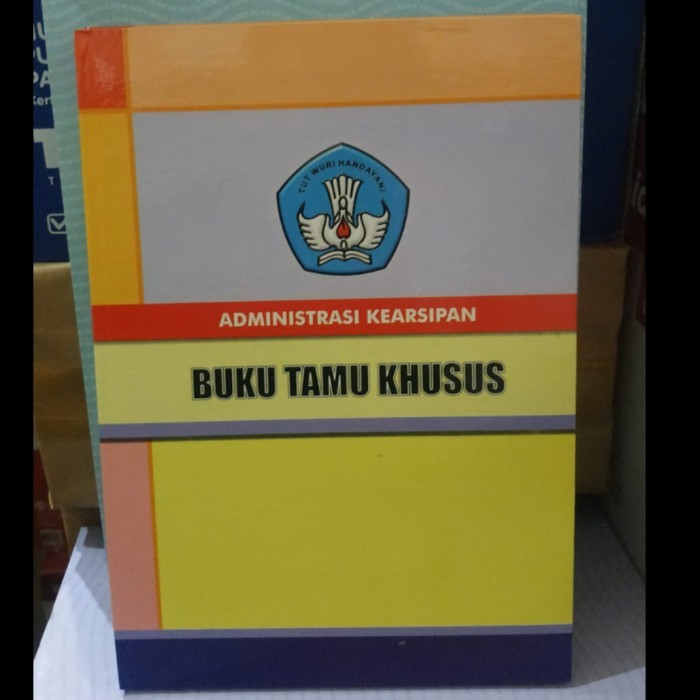 TUT WURI HANDAYANI
ADMINISTRASI KEARSIPAN
BUKU TAMU KHUSUS